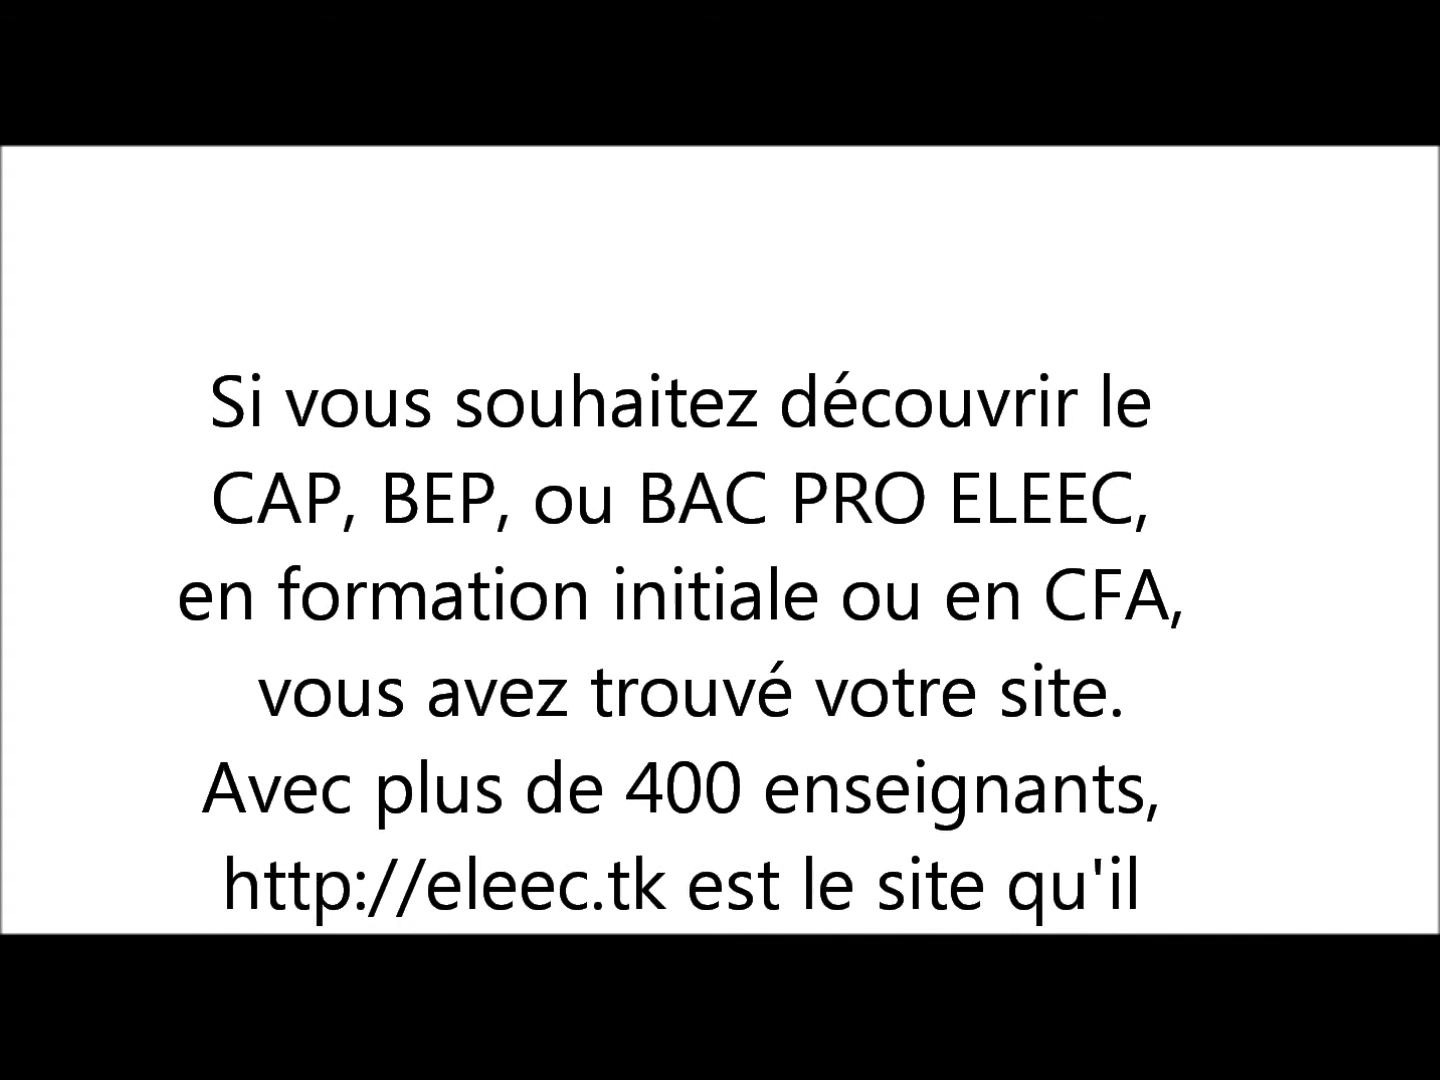 Si vous souhaitez découvrir le
CAP, BEP, ou BAC PRO ELEEC,
en formation initiale ou en CFA,
vous avez trouvé votre site.
Avec plus de 400 enseignants,
http://eleec.tk est le site qu'il